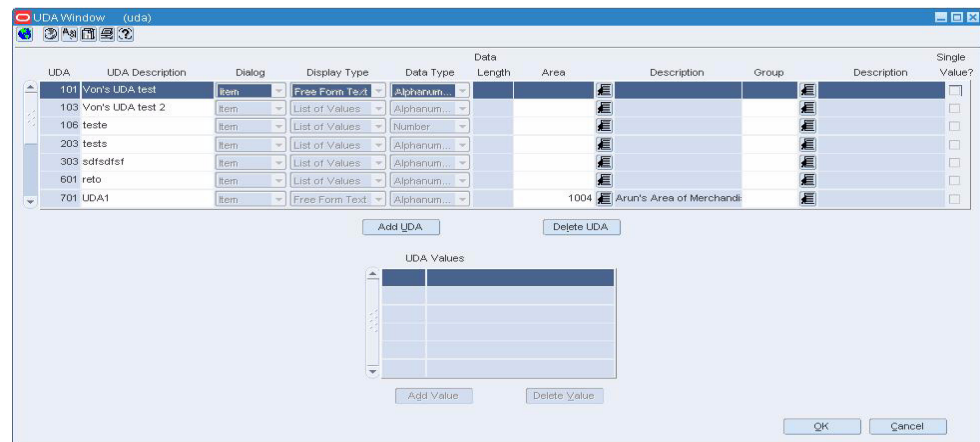 UDA Window (uda)
UDA UDA Description Dialog Display Type Data Type Data Length Area Description Group Description Single Value?
101 Von's UDA test Item Free Form Text Alphanum...
103 Von's UDA test 2 Item List of Values Alphanum...
106 teste Item List of Values Number
203 tests Item List of Values Alphanum...
303 sdfsdfsf Item List of Values Alphanum...
601 reto Item List of Values Alphanum...
701 UDA1 Item Free Form Text Alphanum... 1004 Arun's Area of Merchandi
Add UDA Delete UDA
UDA Values
Add Value Delete Value
OK Cancel